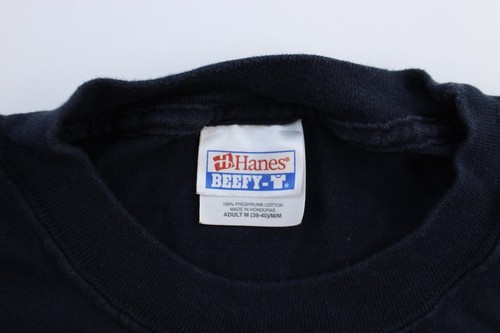 Hanes®
BEEFY-T®
100% PRESHRUNK COTTON
MADE IN HONDURAS
ADULT M (38-40)/M/M